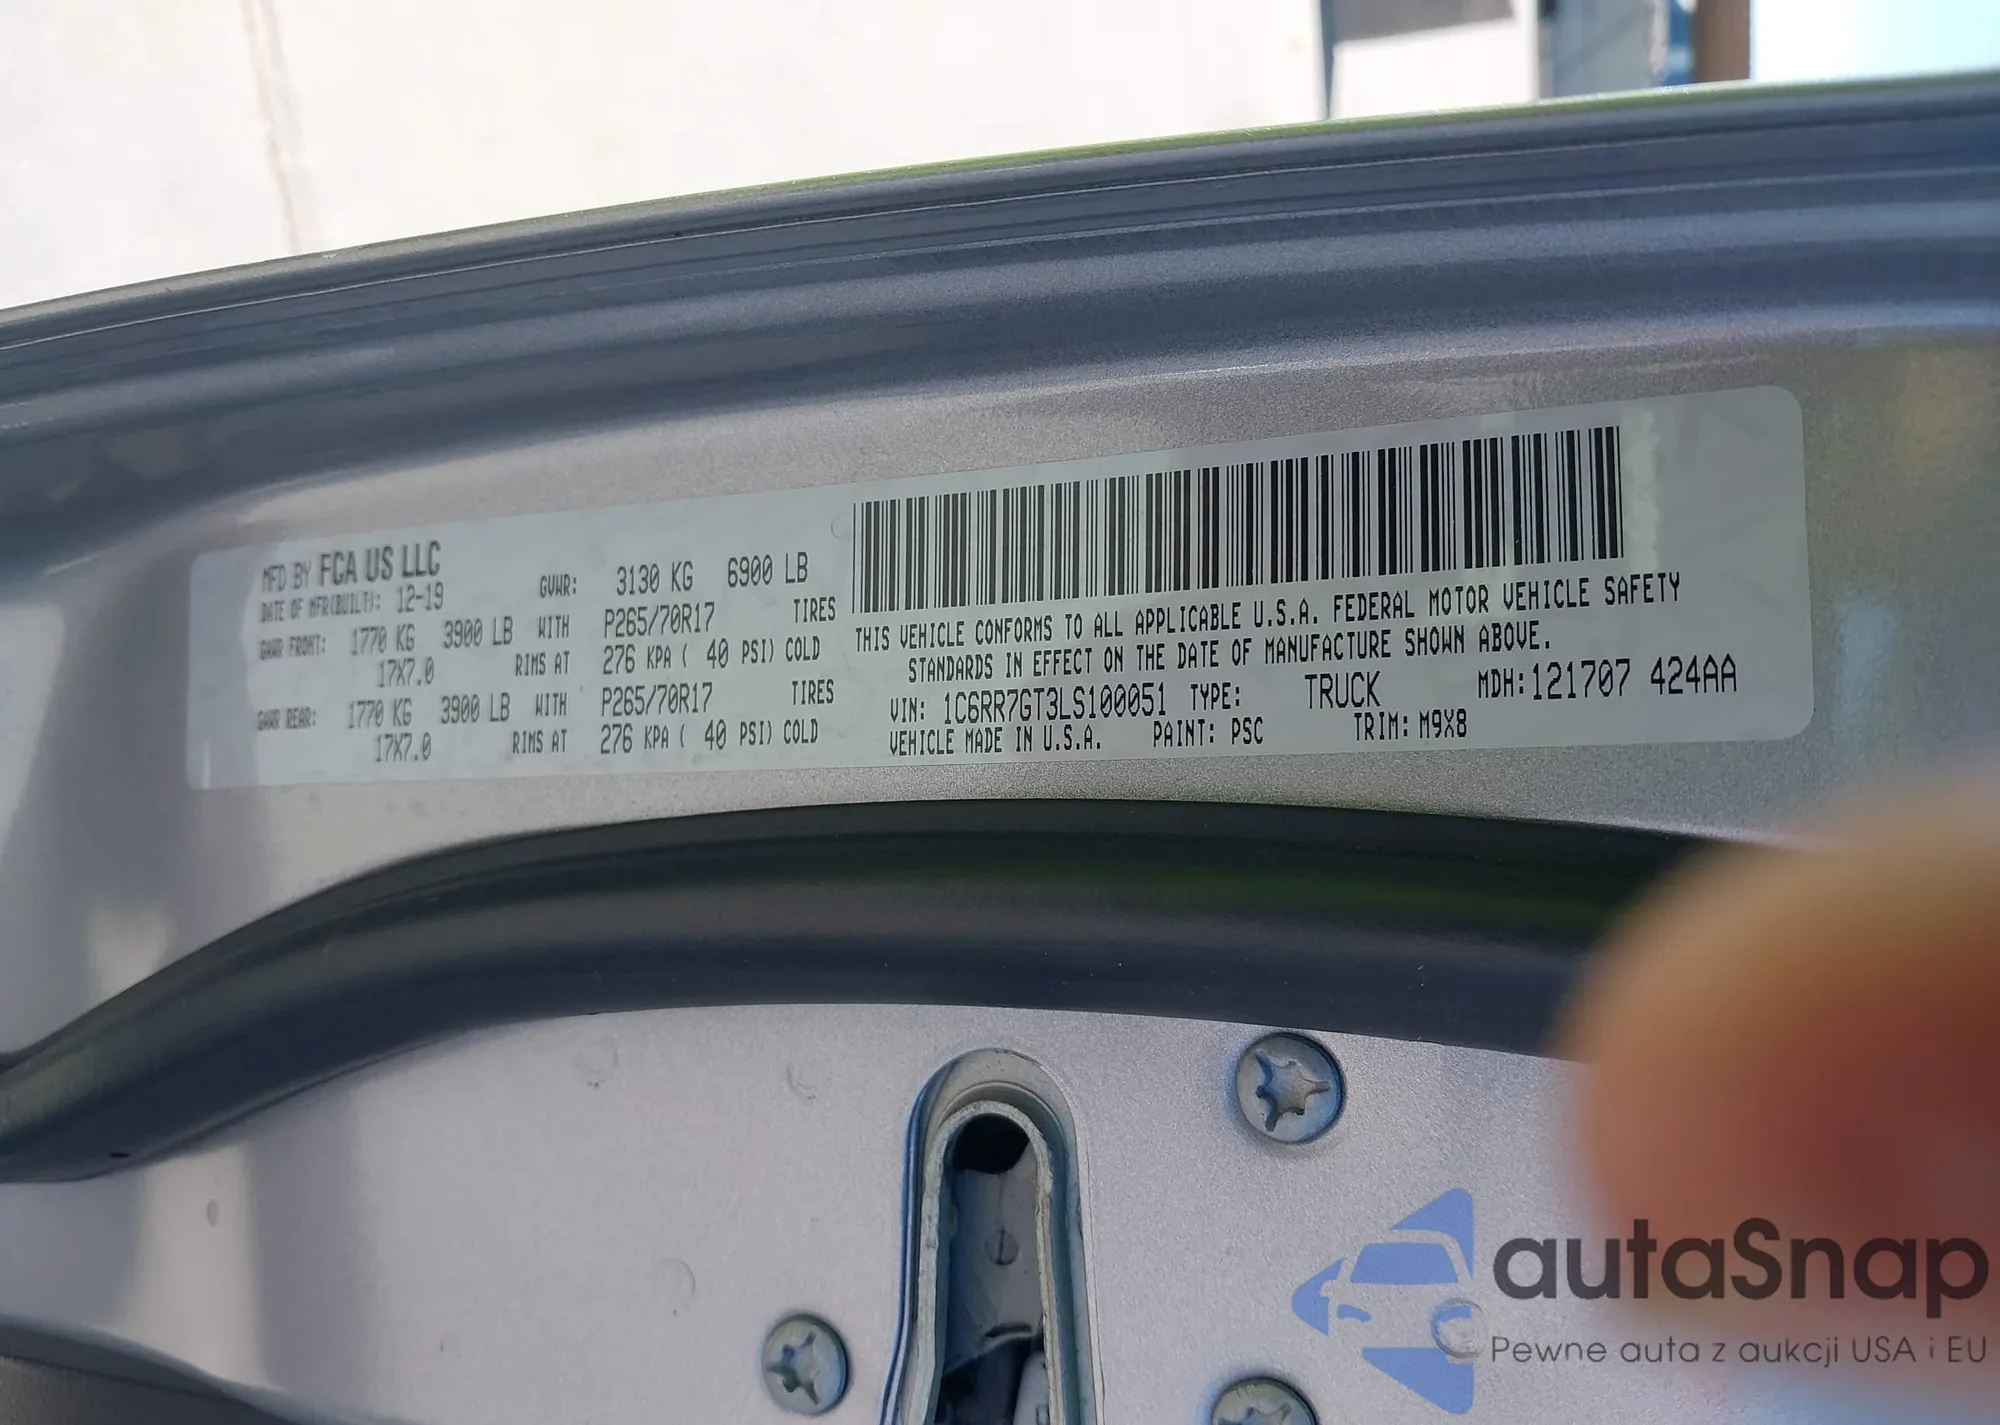 MFD BY FCA US LLC
DATE OF MFR(BUILT): 12-19 GVWR: 3130 KG 6900 LB
GAWR FRONT: 1770 KG 3900 LB WITH P265/70R17 TIRES
17X7.0 RIMS AT 276 KPA ( 40 PSI) COLD
GAWR REAR: 1770 KG 3900 LB WITH P265/70R17 TIRES
17X7.0 RIMS AT 276 KPA ( 40 PSI) COLD
THIS VEHICLE CONFORMS TO ALL APPLICABLE U.S.A. FEDERAL MOTOR VEHICLE SAFETY
STANDARDS IN EFFECT ON THE DATE OF MANUFACTURE SHOWN ABOVE.
VIN: 1C6RR7GT3LS100051 TYPE: TRUCK MDH:121707 424AA
VEHICLE MADE IN U.S.A. PAINT: PSC TRIM: M9X8
autaSnap
Pewne auta z aukcji USA i EU